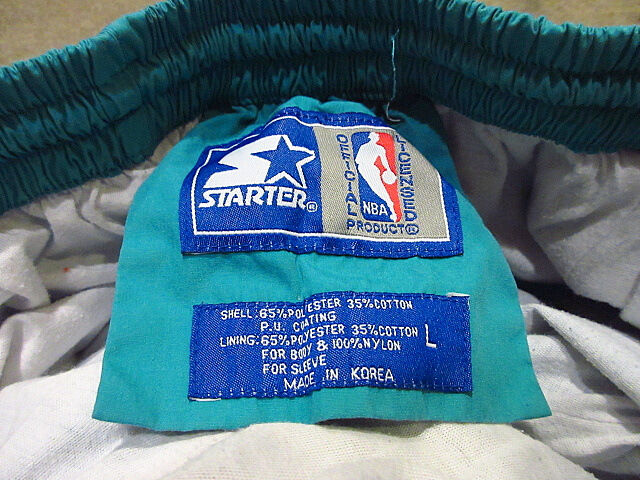 STARTER®
OFFICIAL
LICENSED
NBA
PRODUCT®
SHELL:65%POLYESTER 35%COTTON
P.U. COATING
LINING:65%POLYESTER 35%COTTON
FOR BODY & 100%NYLON
FOR SLEEVE
MADE IN KOREA
L